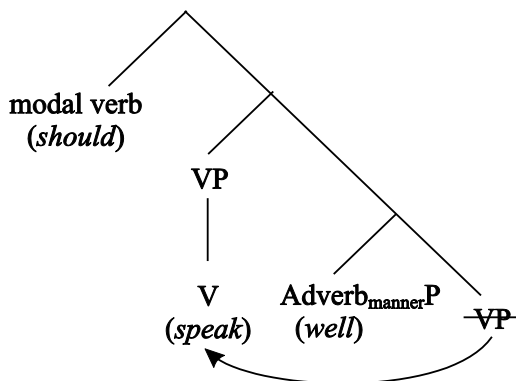 modal verb
(should)
VP
V
(speak)
AdverbmannerP
(well)
VP